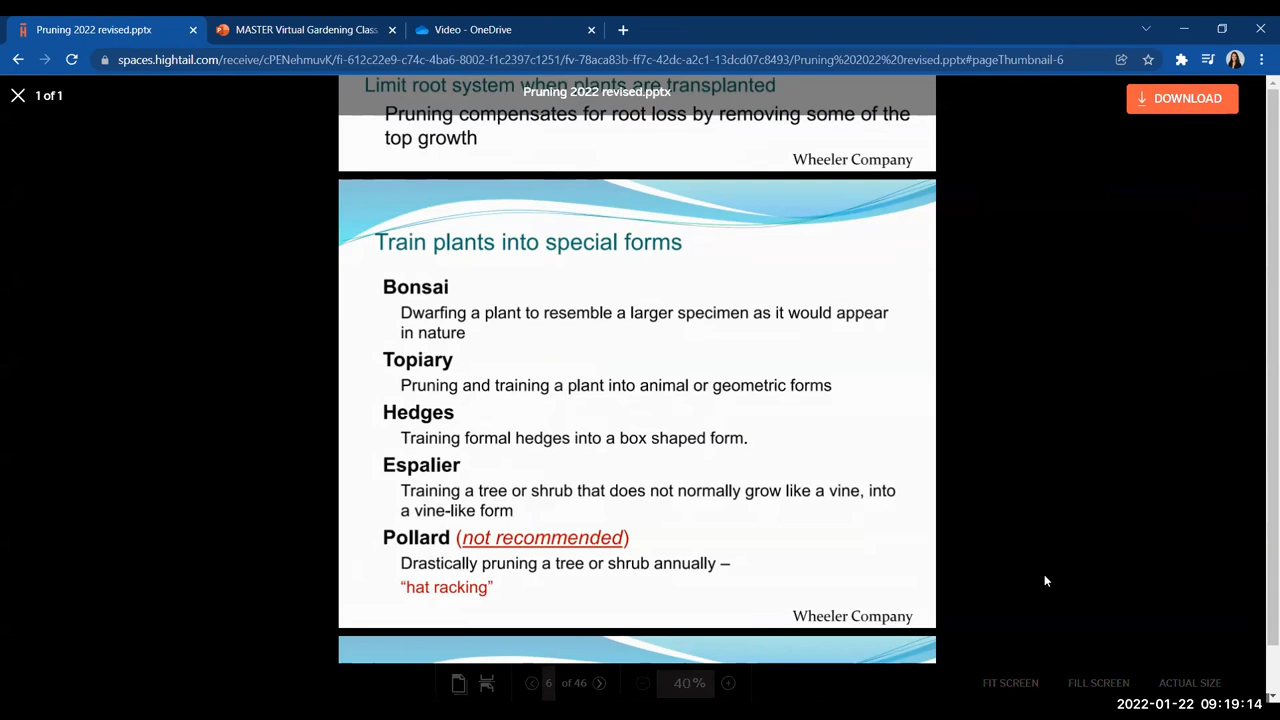 Pruning 2022 revised.pptx
MASTER Virtual Gardening Class
Video - OneDrive
spaces.hightail.com/receive/cPENehmuvK/fi-612c22e9-c74c-4ba6-8002-f1c2397c1251/fv-78aca83b-ff7c-42dc-a2c1-13dcd07c8493/Pruning%202022%20revised.pptx#pageThumbnail-6
1 of 1
Pruning 2022 revised.pptx
DOWNLOAD
Limit root system when plants are transplanted
Pruning compensates for root loss by removing some of the
top growth
Wheeler Company
Train plants into special forms
Bonsai
Dwarfing a plant to resemble a larger specimen as it would appear
in nature
Topiary
Pruning and training a plant into animal or geometric forms
Hedges
Training formal hedges into a box shaped form.
Espalier
Training a tree or shrub that does not normally grow like a vine, into
a vine-like form
Pollard (not recommended)
Drastically pruning a tree or shrub annually –
“hat racking”
Wheeler Company
6 of 46
40%
FIT SCREEN
FILL SCREEN
ACTUAL SIZE
2022-01-22 09:19:14